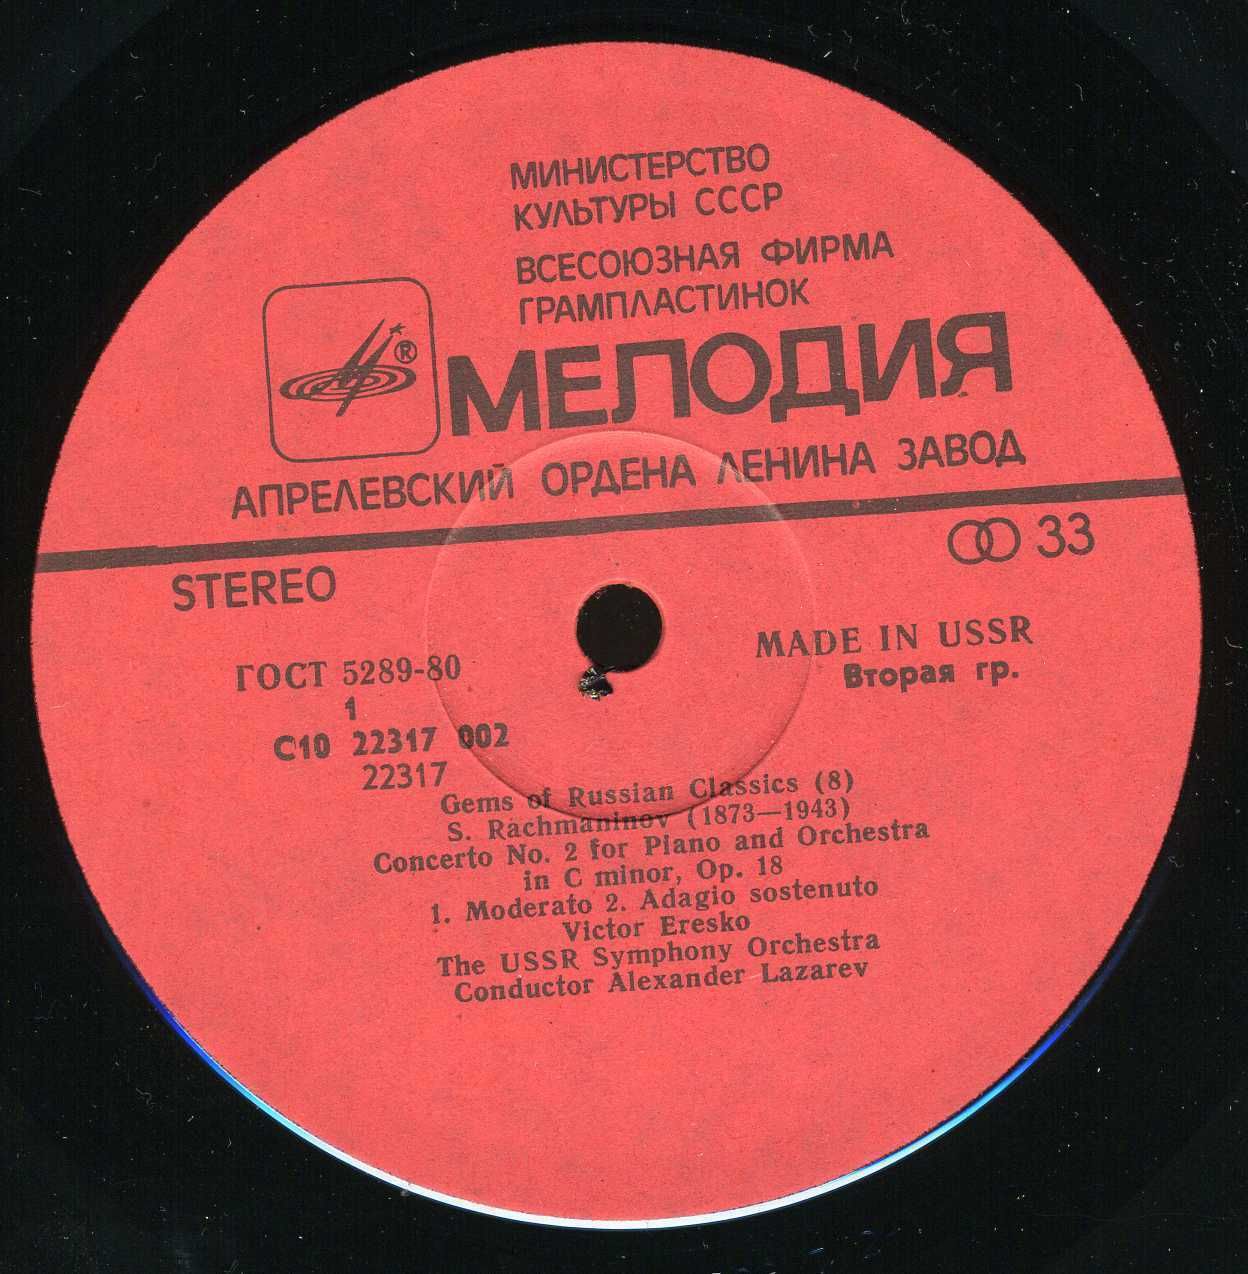 МИНИСТЕРСТВО
КУЛЬТУРЫ СССР
ВСЕСОЮЗНАЯ ФИРМА
ГРАМПЛАСТИНОК
®
МЕЛОДИЯ
АПРЕЛЕВСКИЙ ОРДЕНА ЛЕНИНА ЗАВОД
33
STEREO
MADE IN USSR
Вторая гр.
ГОСТ 5289-80
1
С10 22317 002
22317
Gems of Russian Classics (8)
S. Rachmaninov (1873—1943)
Concerto No. 2 for Piano and Orchestra
in C minor, Op. 18
1. Moderato 2. Adagio sostenuto
Victor Eresko
The USSR Symphony Orchestra
Conductor Alexander Lazarev